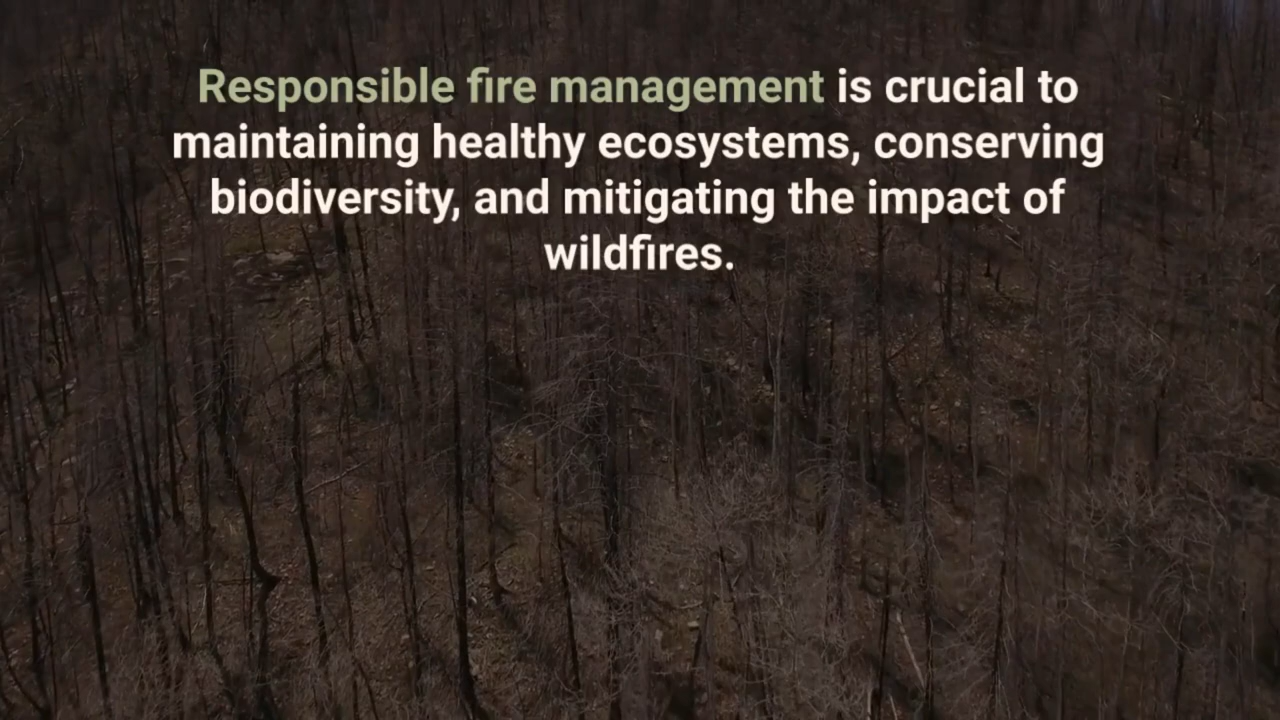 Responsible fire management is crucial to
maintaining healthy ecosystems, conserving
biodiversity, and mitigating the impact of
wildfires.